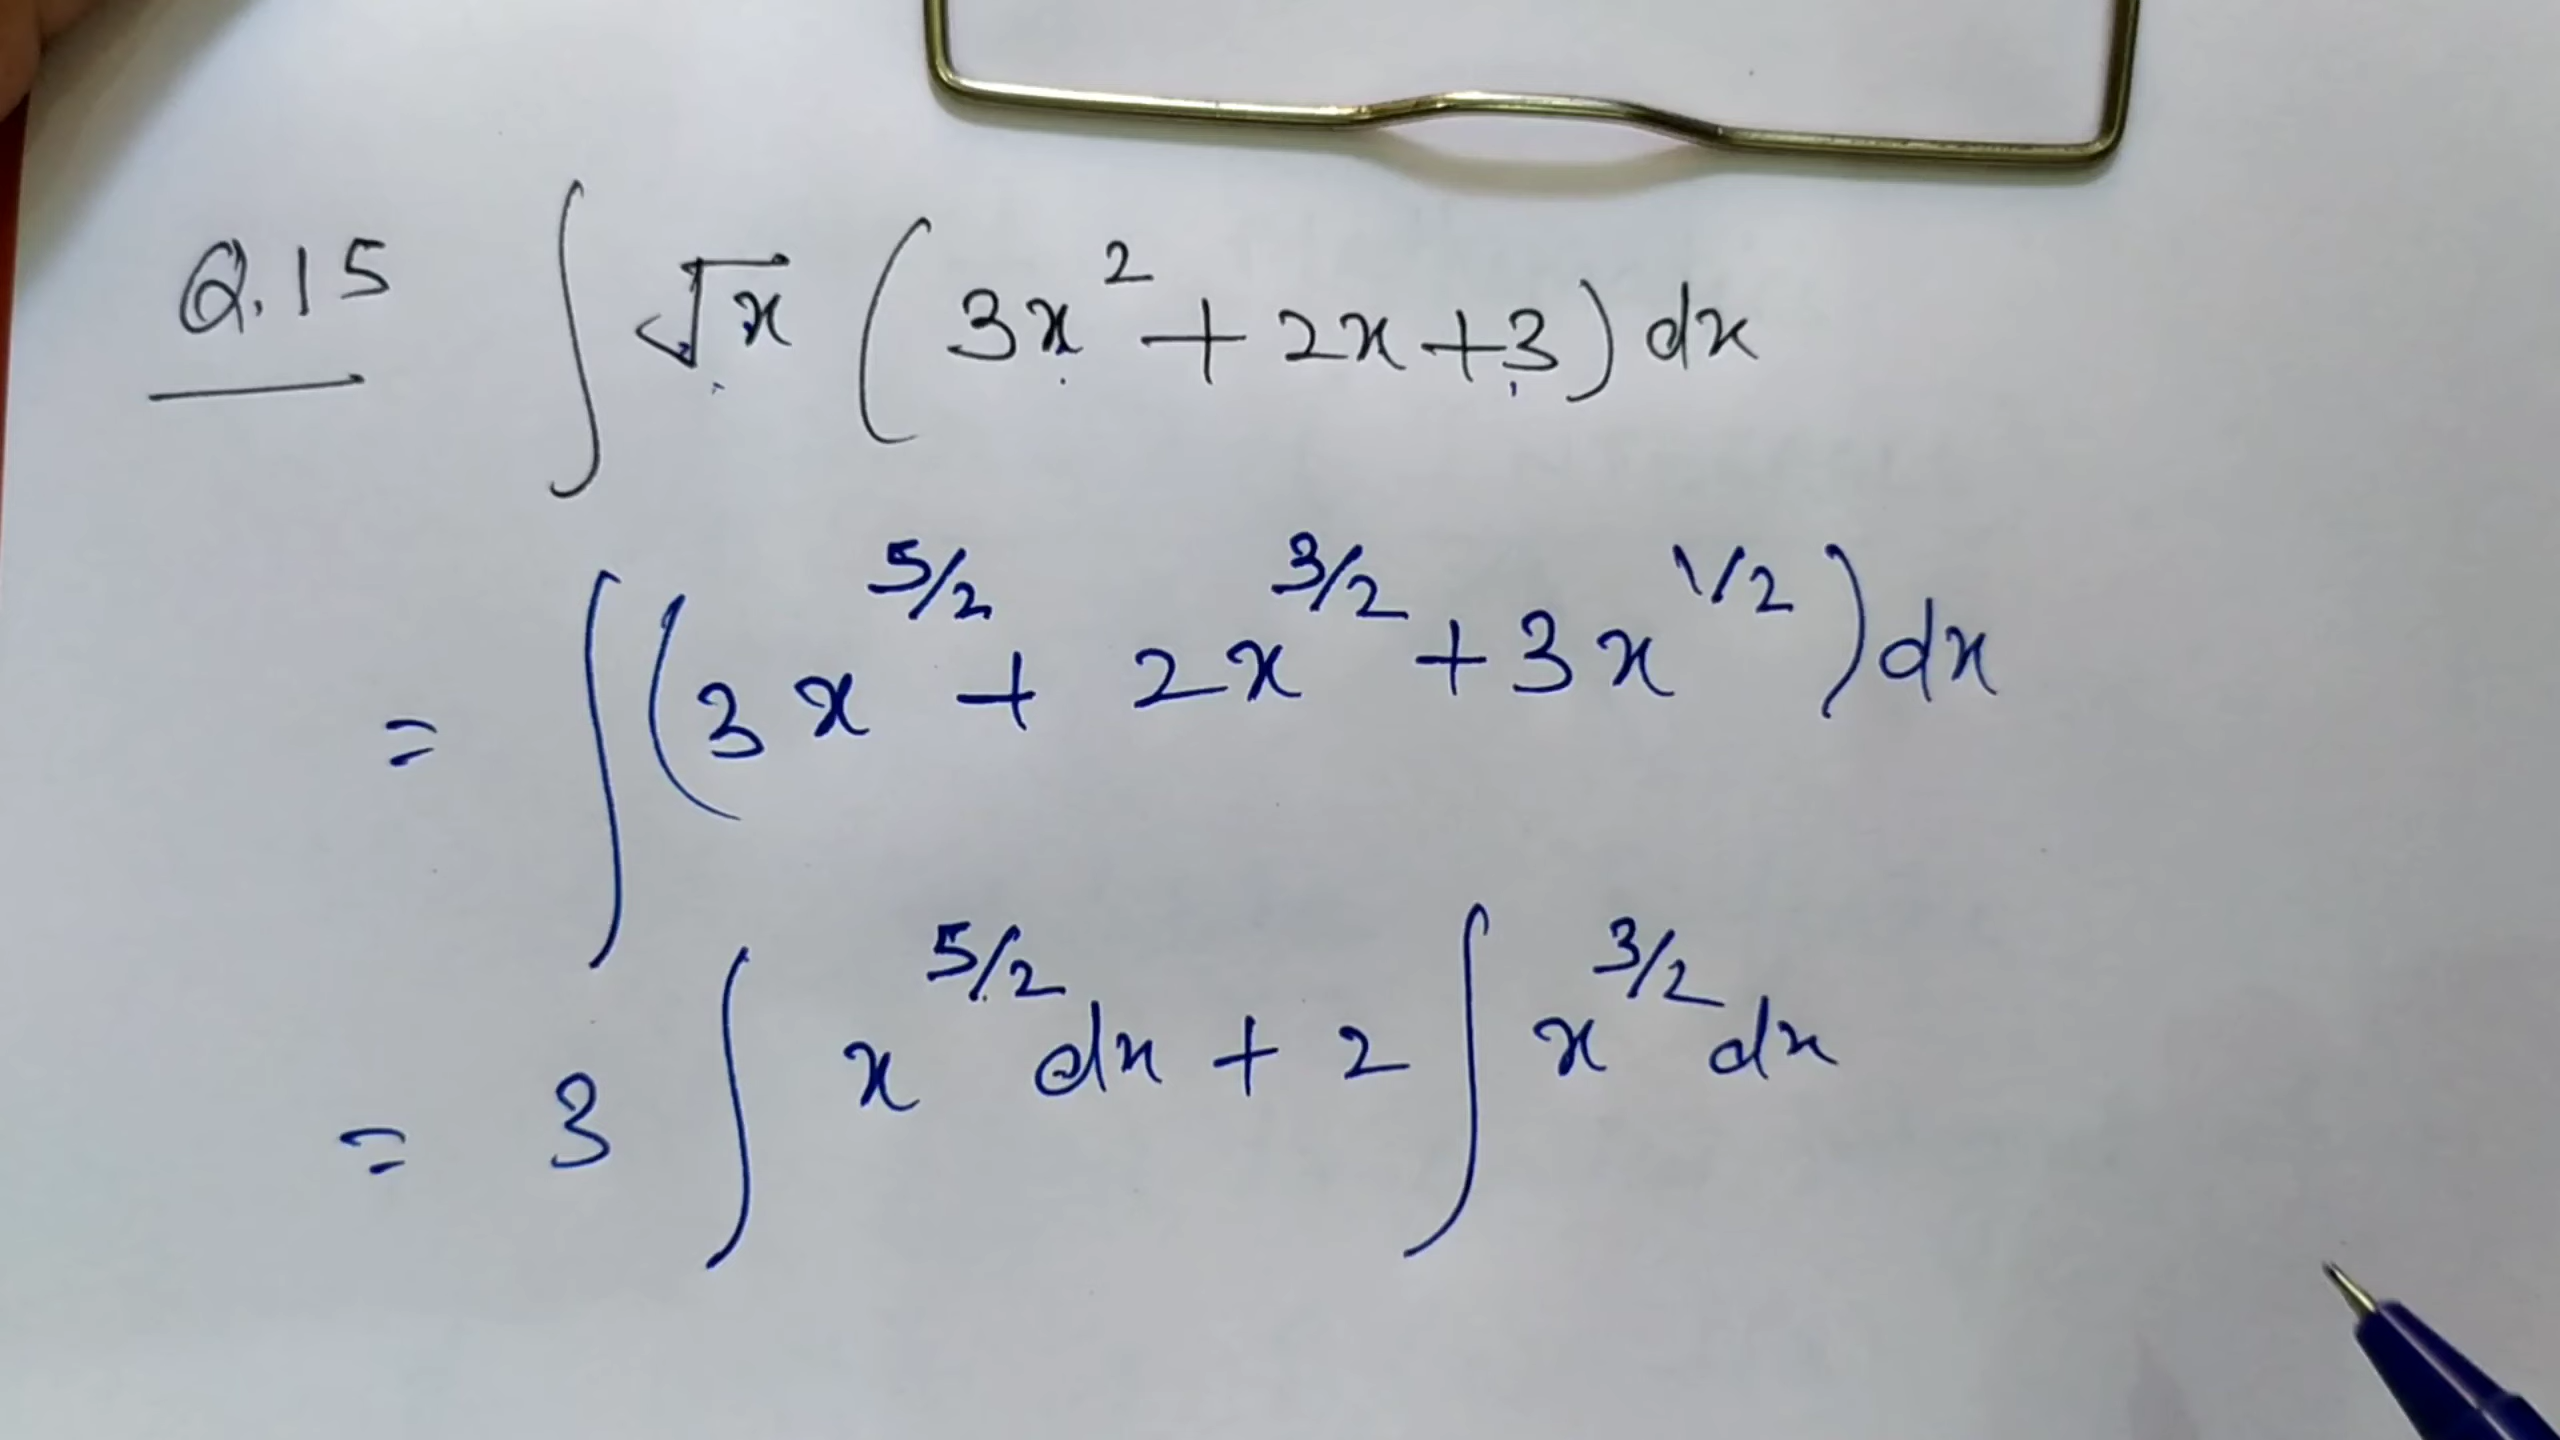 Q.15 ∫ √x (3x² + 2x + 3) dx
= ∫ (3x^{5/2} + 2x^{3/2} + 3x^{1/2}) dx
= 3 ∫ x^{5/2} dx + 2 ∫ x^{3/2} dx